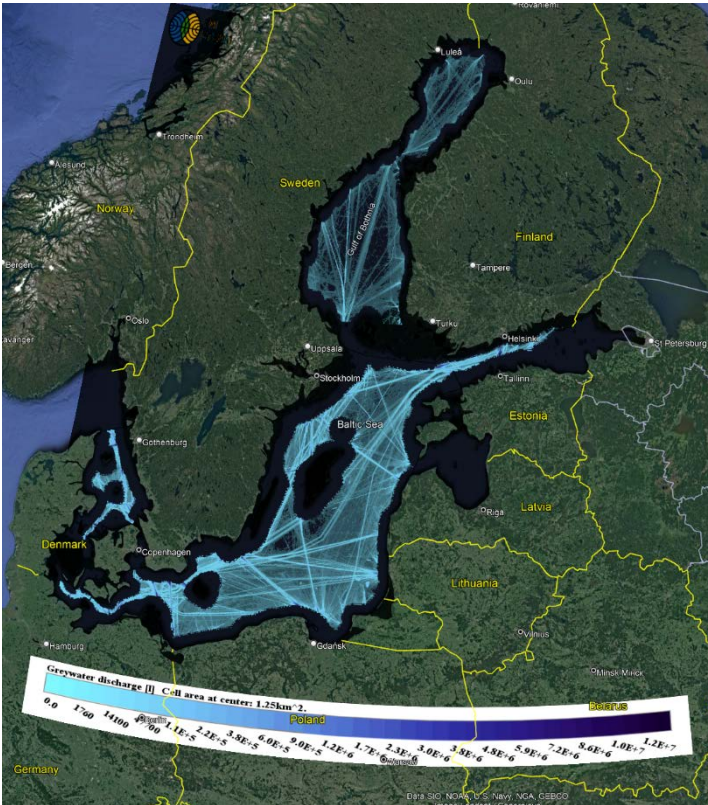 Rovaniemi
Luleå
Oulu
Trondheim
Ålesund
Sweden
Norway
Gulf of Bothnia
Finland
Bergen
Tampere
Oslo
Turku
Helsinki
Uppsala
St Petersburg
Stockholm
Tallinn
Baltic Sea
Estonia
Gothenburg
Riga
Latvia
Denmark
Copenhagen
Lithuania
Vilnius
Hamburg
Gdańsk
Minsk Минск
Greywater discharge [l] Cell area at center: 1.25km^2.
Belarus
0.0 1760 14100 1.1E+5 2.2E+5 3.8E+5 6.0E+5 9.0E+5 1.2E+6 2.3E+6 3.0E+6 3.8E+6 4.8E+6 5.9E+6 7.2E+6 8.6E+6 1.0E+7 1.2E+7
Berlin
Poland
Germany
Data SIO, NOAA, U.S. Navy, NGA, GEBCO